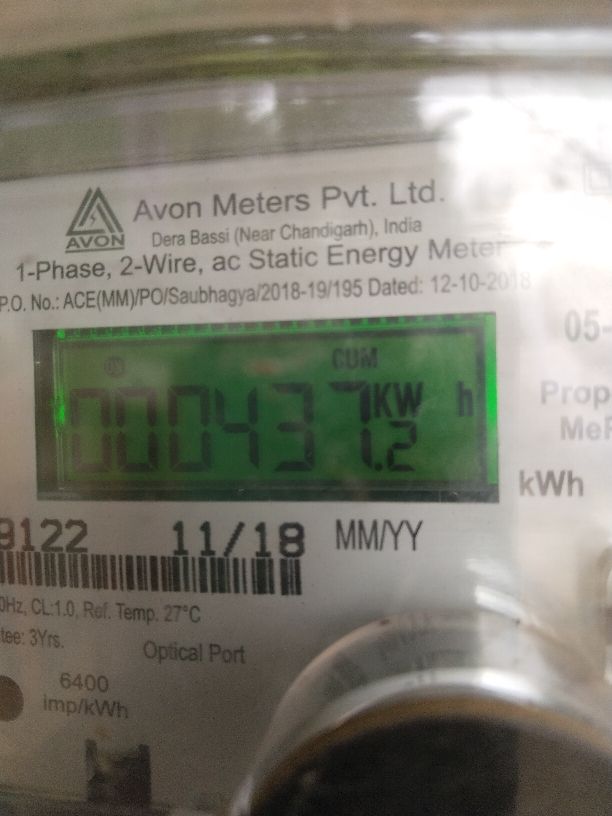 Avon Meters Pvt. Ltd.
AVON
Dera Bassi (Near Chandigarh), India
1-Phase, 2-Wire, ac Static Energy Meter
P.O. No.: ACE(MM)/PO/Saubhagya/2018-19/195 Dated: 12-10-2018
05-
CUM
000437.2 KW h
Prop
MeP
kWh
9122 11/18 MM/YY
0Hz, CL:1.0, Ref. Temp. 27°C
tee: 3Yrs.
Optical Port
6400
imp/kWh